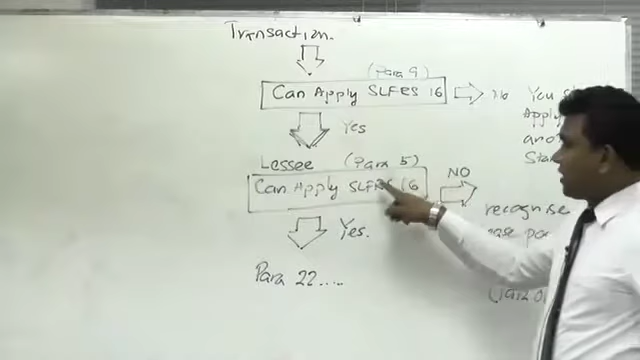 Transaction.
(Para 9)
Can Apply SLFRS 16
No
You
Apply
Yes
Lessee (Para 5)
Can Apply SLFRS 16
NO
recognise
Yes.
Para 22....